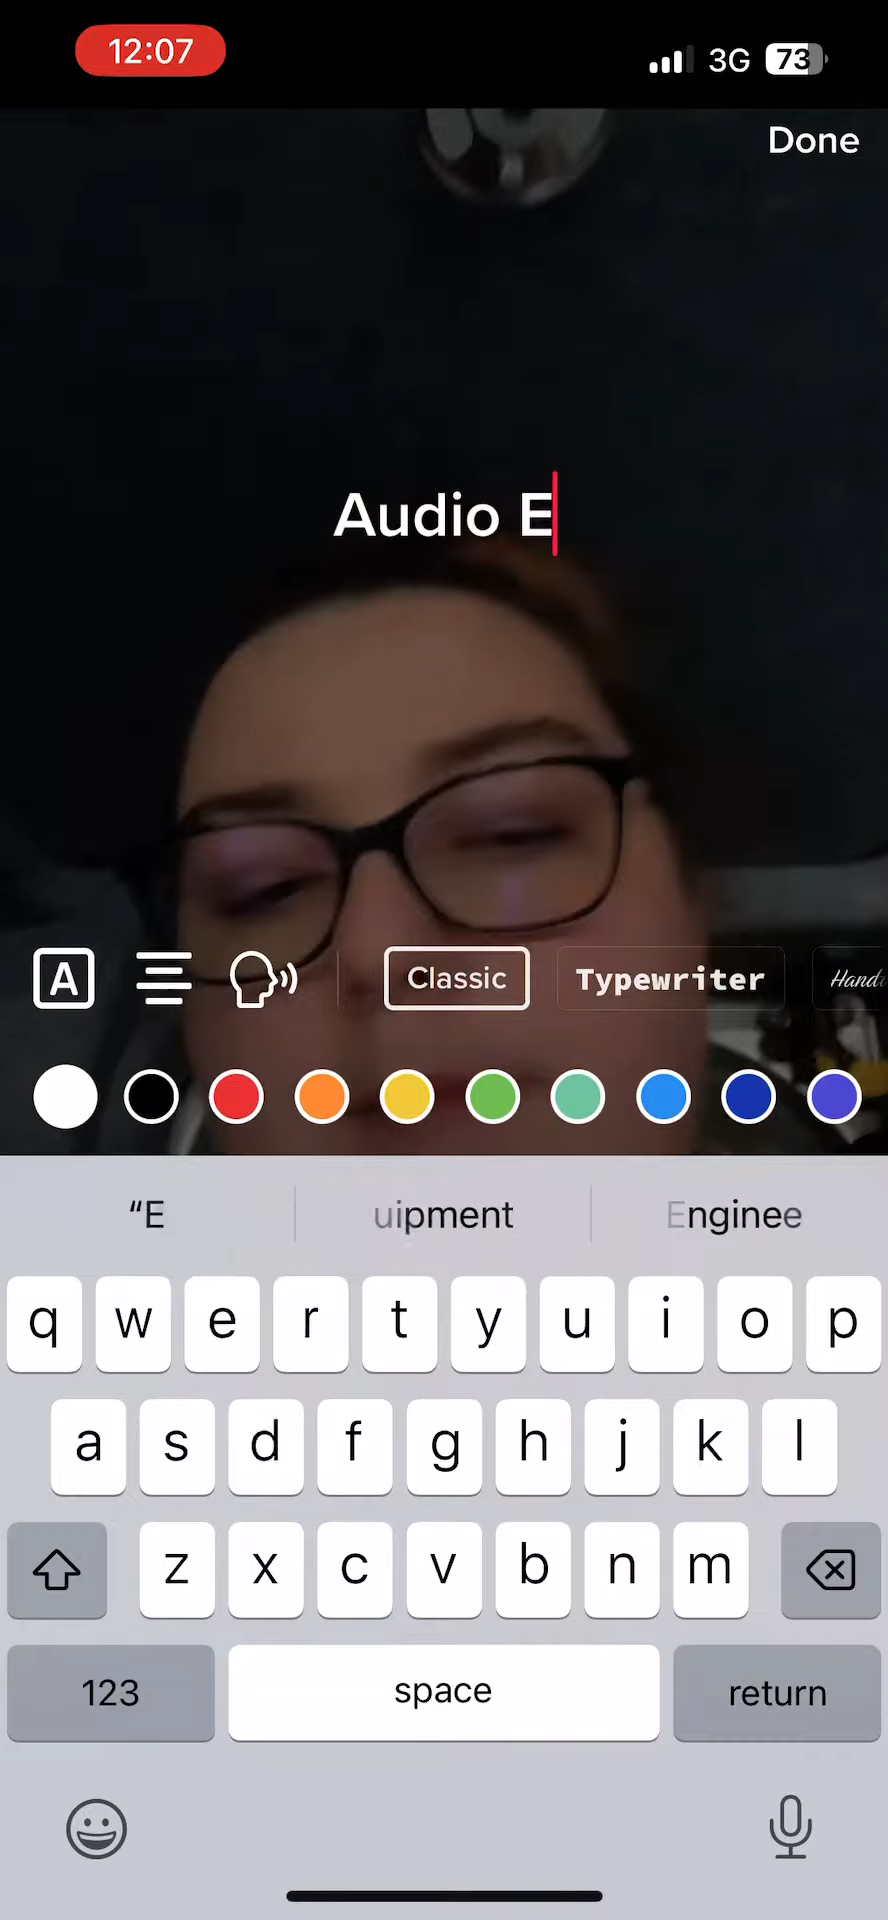 12:07
3G 73
Done
Audio E
A
Classic Typewriter
“E uipment Enginee
q w e r t y u i o p
a s d f g h j k l
z x c v b n m
123 space return